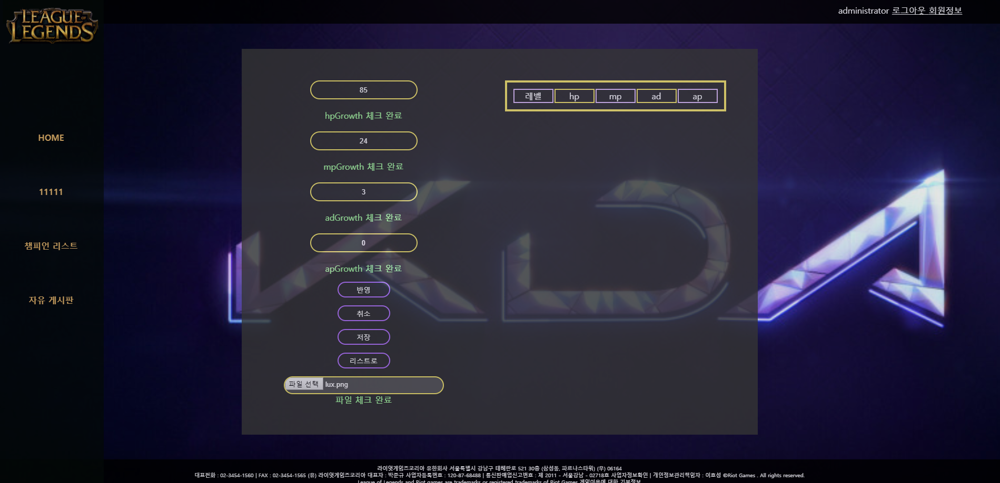 LEAGUE OF LEGENDS
administrator 로그아웃 회원정보
HOME
11111
챔피언 리스트
자유 게시판
85
hpGrowth 체크 완료
24
mpGrowth 체크 완료
3
adGrowth 체크 완료
0
apGrowth 체크 완료
반영
취소
저장
리스트로
파일 선택 lux.png
파일 체크 완료
레벨 hp mp ad ap
KDA
라이엇게임즈코리아 유한회사 서울특별시 강남구 테헤란로 521 30층 (삼성동, 파르나스타워) (우) 06164
대표전화 : 02-3454-1560 | FAX : 02-3454-1565 (유) 라이엇게임즈코리아 대표자 : 박준규 사업자등록번호 : 120-87-68488 | 통신판매업신고번호 : 제 2011 - 서울강남 - 02718호 사업자정보확인 | 개인정보관리책임자 : 이효성 ©Riot Games . All rights reserved.
League of Legends and Riot games are trademarks or registered trademarks of Riot Games 게임이용에 대한 기본정보